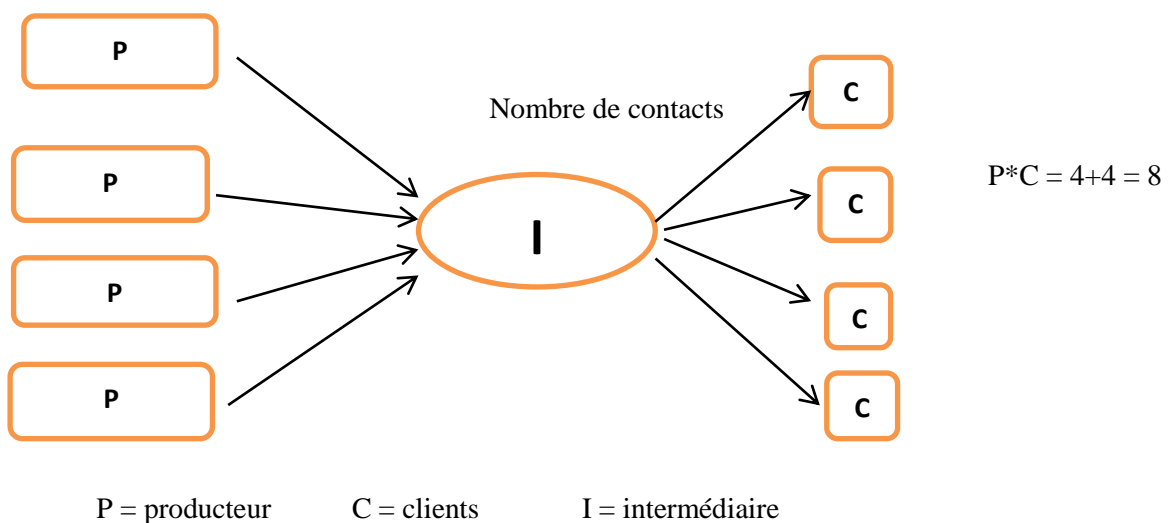 P
P
P
P
Nombre de contacts
I
C
C
C
C
P*C = 4+4 = 8
P = producteur C = clients I = intermédiaire